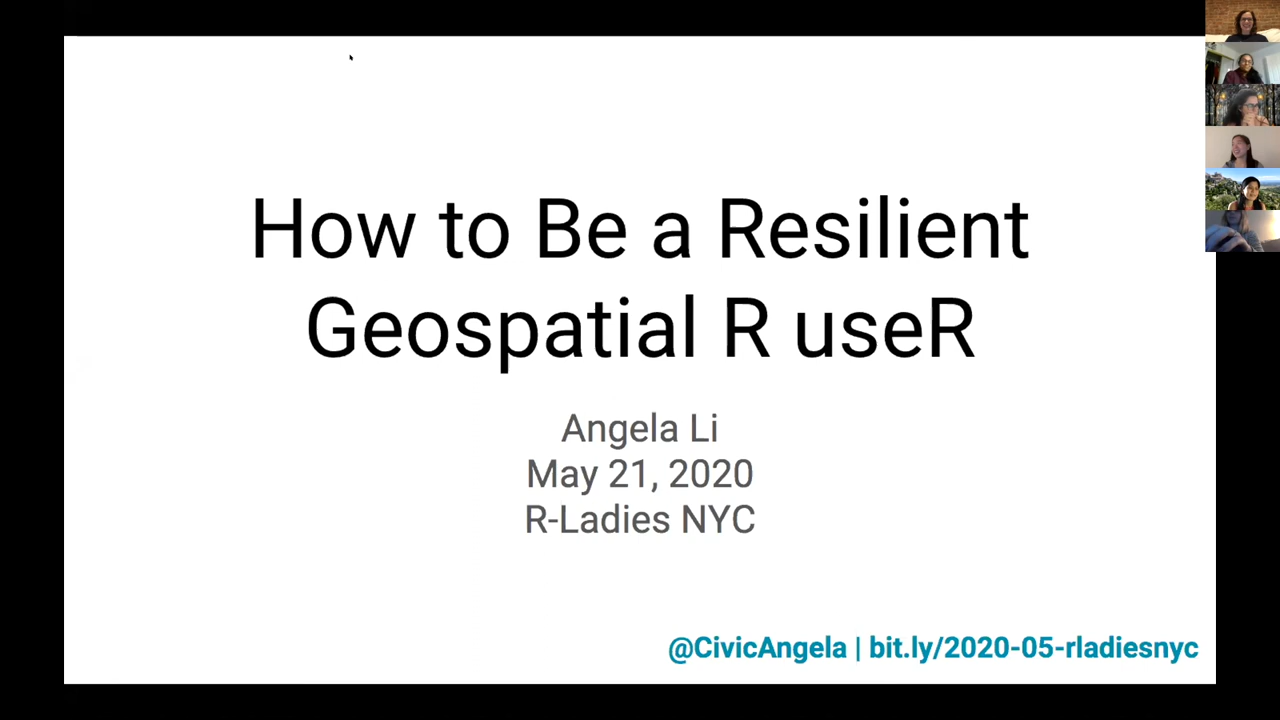 How to Be a Resilient
Geospatial R useR
Angela Li
May 21, 2020
R-Ladies NYC
@CivicAngela | bit.ly/2020-05-rladiesnyc